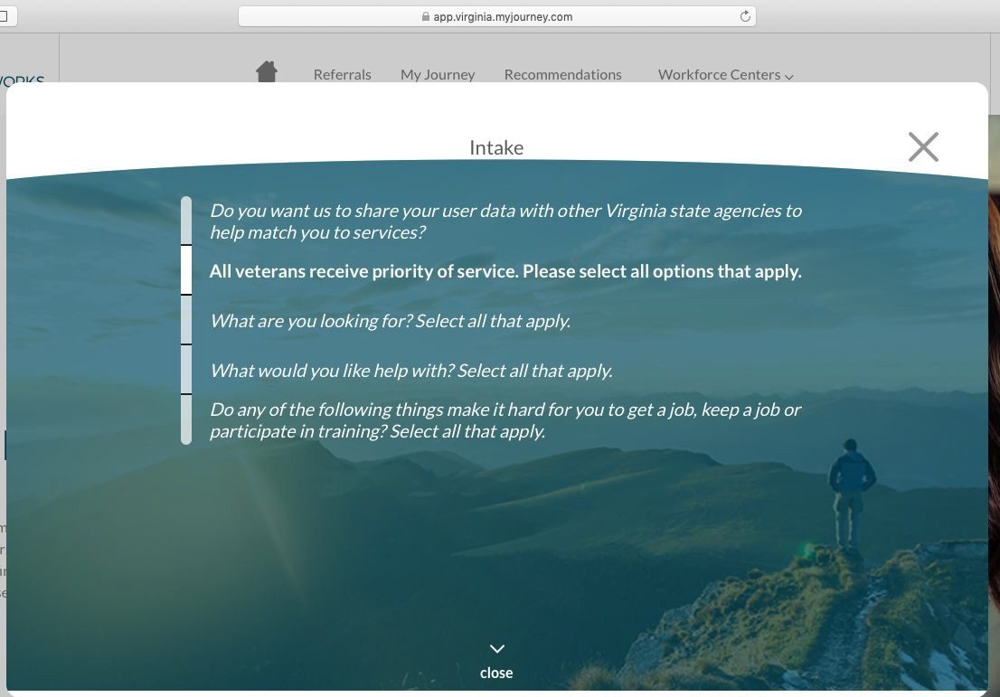 app.virginia.myjourney.com
Referrals My Journey Recommendations Workforce Centers
Intake
Do you want us to share your user data with other Virginia state agencies to
help match you to services?
All veterans receive priority of service. Please select all options that apply.
What are you looking for? Select all that apply.
What would you like help with? Select all that apply.
Do any of the following things make it hard for you to get a job, keep a job or
participate in training? Select all that apply.
close